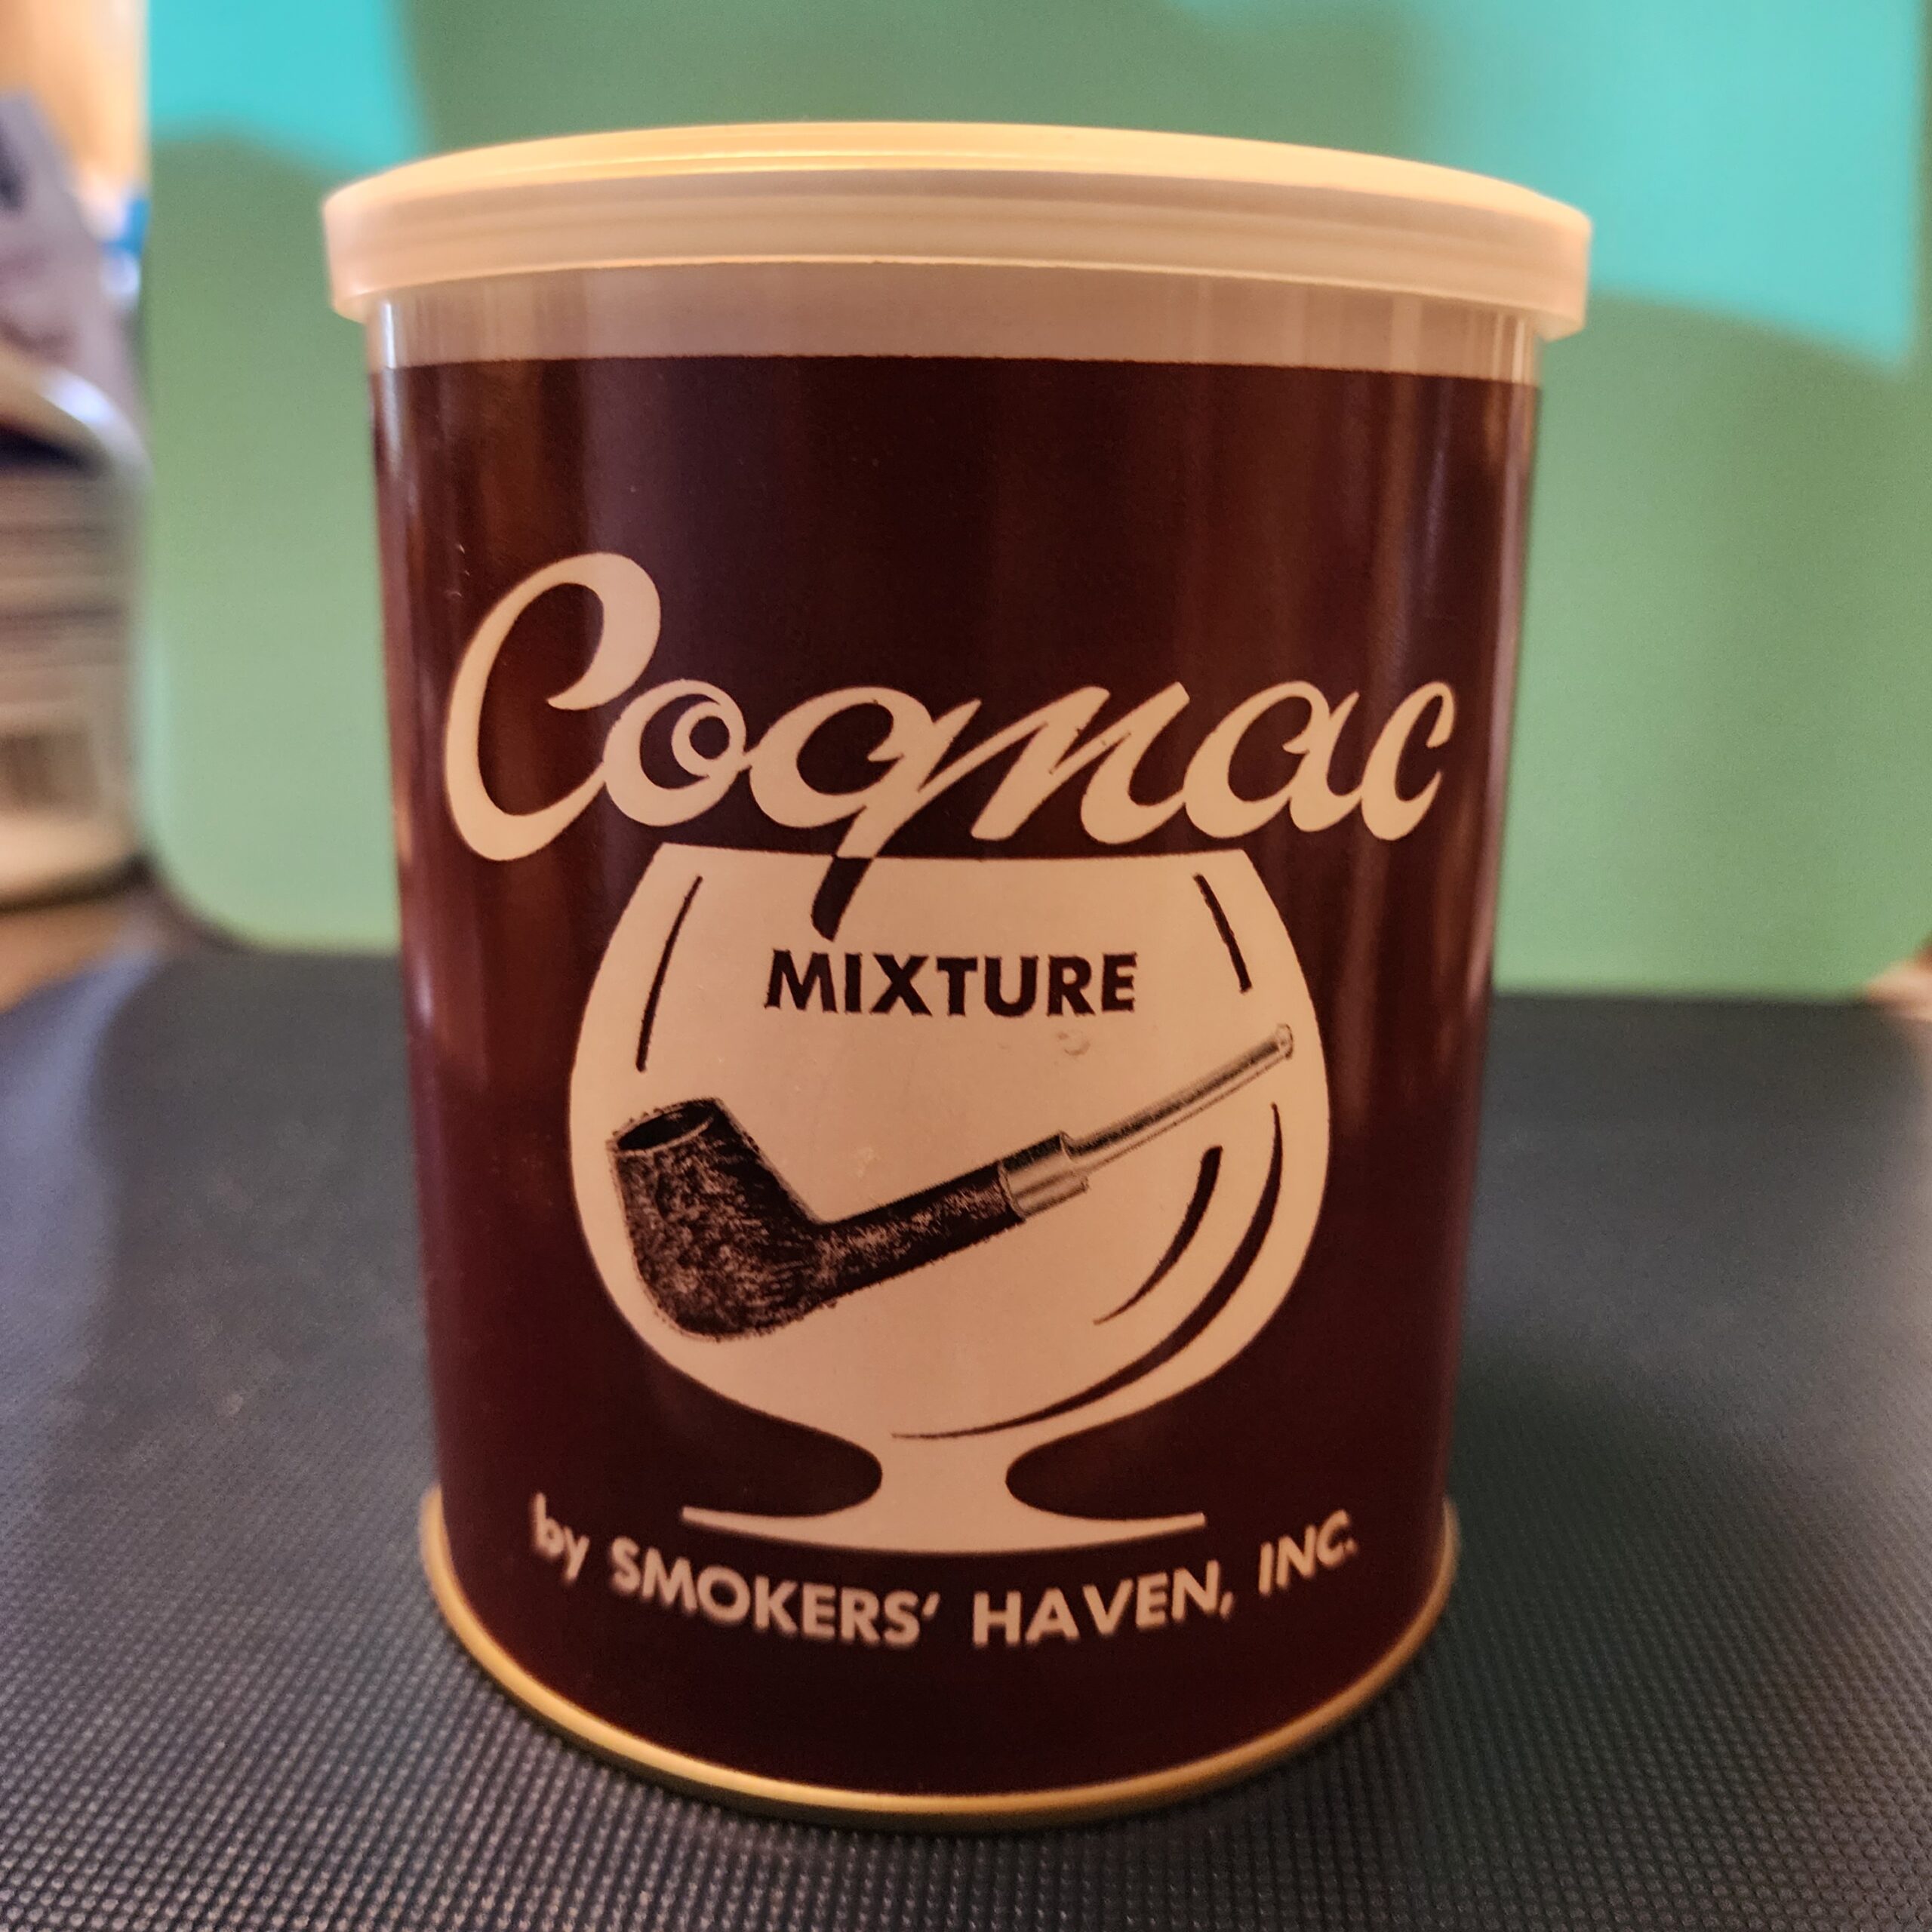 Cognac
MIXTURE
by SMOKERS' HAVEN, INC.